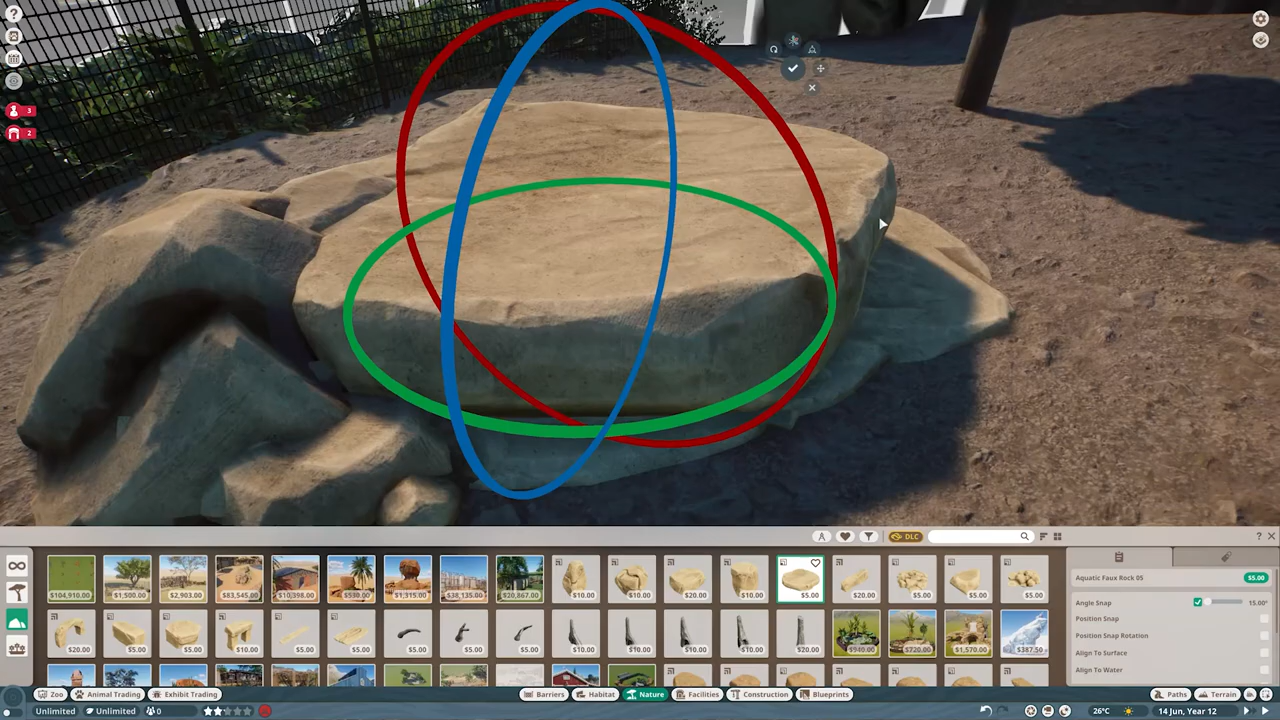 3
2
DLC
?
$104,910.00 $1,500.00 $2,903.00 $83,545.00 $10,398.00 $530.00 $1,315.00 $38,135.00 $20,867.00 $10.00 $10.00 $20.00 $10.00 $5.00 $20.00 $5.00 $5.00 $10.00
$20.00 $5.00 $5.00 $10.00 $5.00 $5.00 $5.00 $5.00 $5.00 $10.00 $10.00 $10.00 $10.00 $20.00 $940.00 $720.00 $1,570.00 $387.50
Aquatic Faux Rock 05 $5.00
Angle Snap 15.00°
Position Snap
Position Snap Rotation
Align To Surface
Align To Water
Zoo Animal Trading Exhibit Trading Barriers Habitat Nature Facilities Construction Blueprints Paths Terrain
Unlimited Unlimited 0 26°C 14 Jun, Year 12